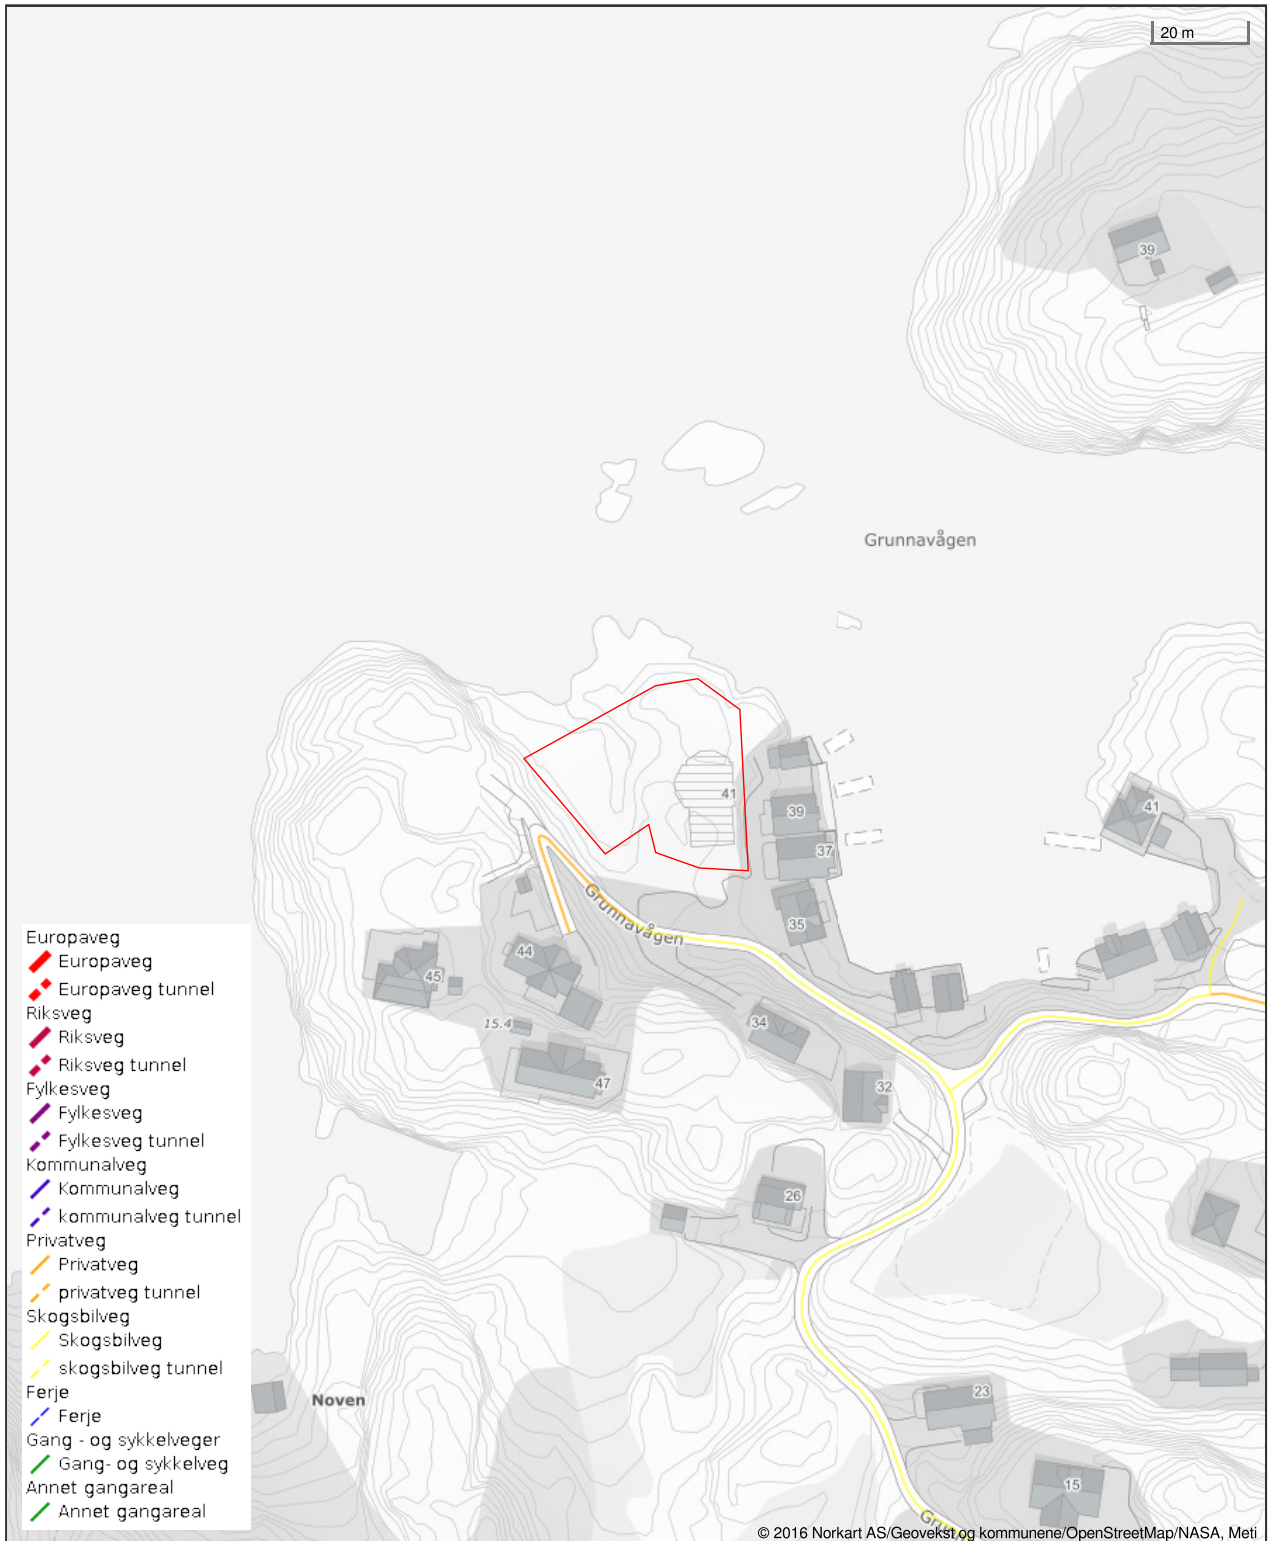 20 m
39
Grunnavågen
41
39
37
41
35
Grunnavågen
44
45
15.4
34
47
32
26
Noven
23
15
Europaveg
Europaveg
Europaveg tunnel
Riksveg
Riksveg
Riksveg tunnel
Fylkesveg
Fylkesveg
Fylkesveg tunnel
Kommunalveg
Kommunalveg
kommunalveg tunnel
Privatveg
Privatveg
privatveg tunnel
Skogsbilveg
Skogsbilveg
skogsbilveg tunnel
Ferje
Ferje
Gang - og sykkelveger
Gang- og sykkelveg
Annet gangareal
Annet gangareal
© 2016 Norkart AS/Geovekst og kommunene/OpenStreetMap/NASA, Meti